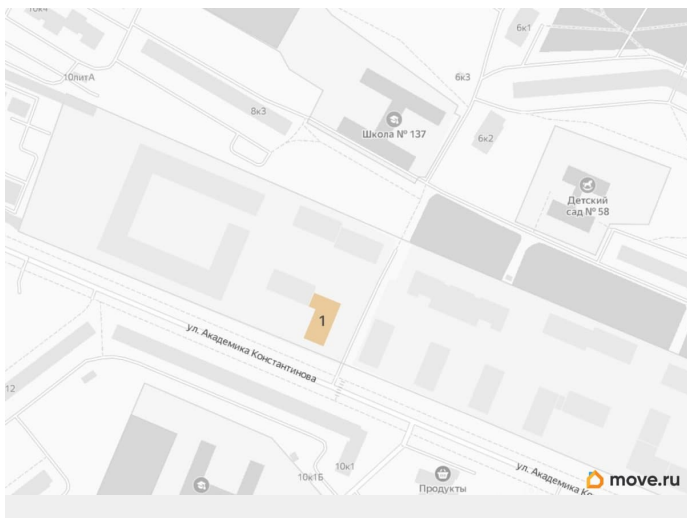 10к4
6к1
10литА
6к3
8к3
Школа № 137
6к2
Детский
сад № 58
1
ул. Академика Константинова
12
10к1
10к1Б
Продукты
ул. Академика Ко
move.ru